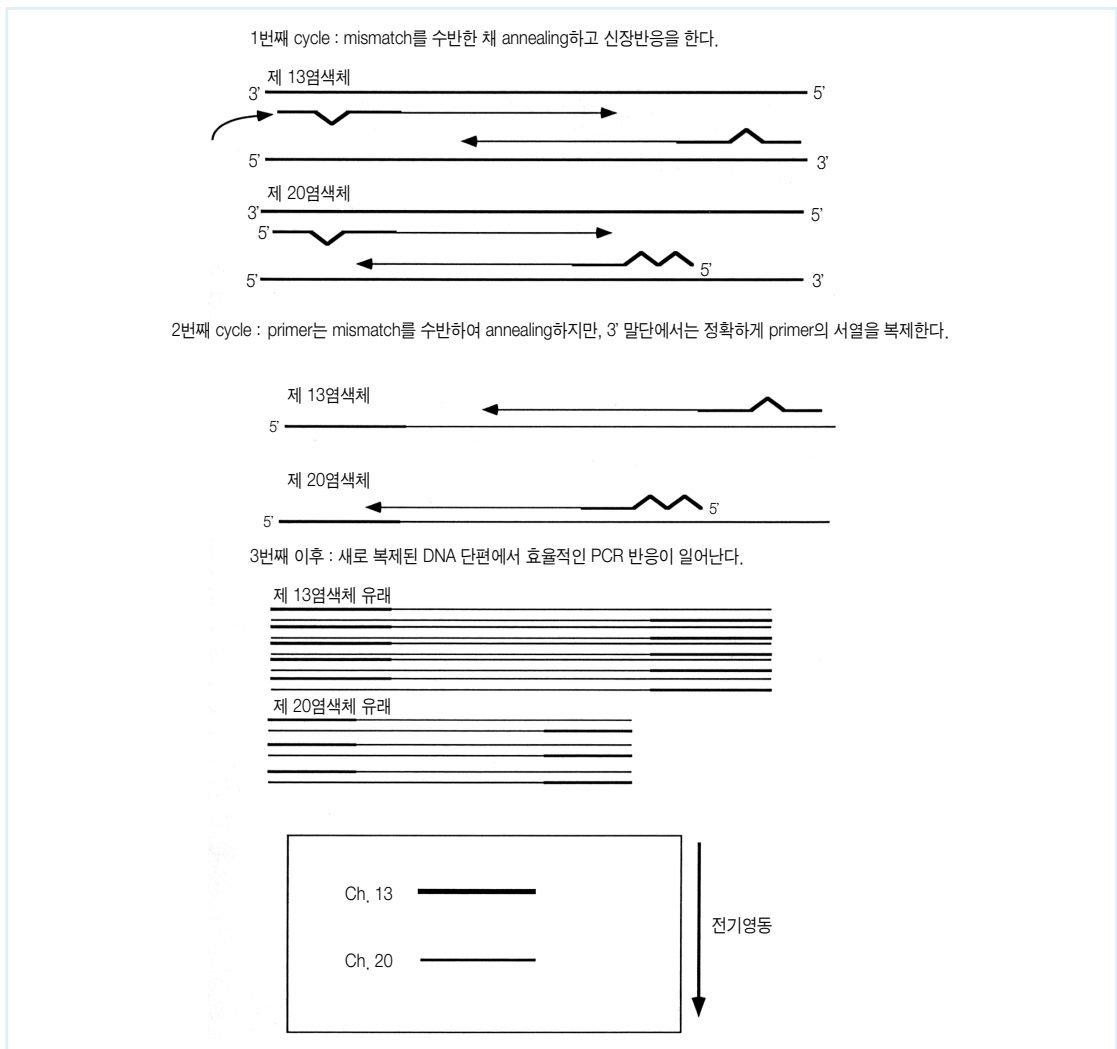 1번째 cycle : mismatch를 수반한 채 annealing하고 신장반응을 한다.
제 13염색체
3' 5'
5' 3'
제 20염색체
3' 5'
5'
5'
5' 3'
2번째 cycle : primer는 mismatch를 수반하여 annealing하지만, 3' 말단에서는 정확하게 primer의 서열을 복제한다.
제 13염색체
5'
제 20염색체
5'
5'
3번째 이후 : 새로 복제된 DNA 단편에서 효율적인 PCR 반응이 일어난다.
제 13염색체 유래
제 20염색체 유래
Ch. 13
전기영동
Ch. 20